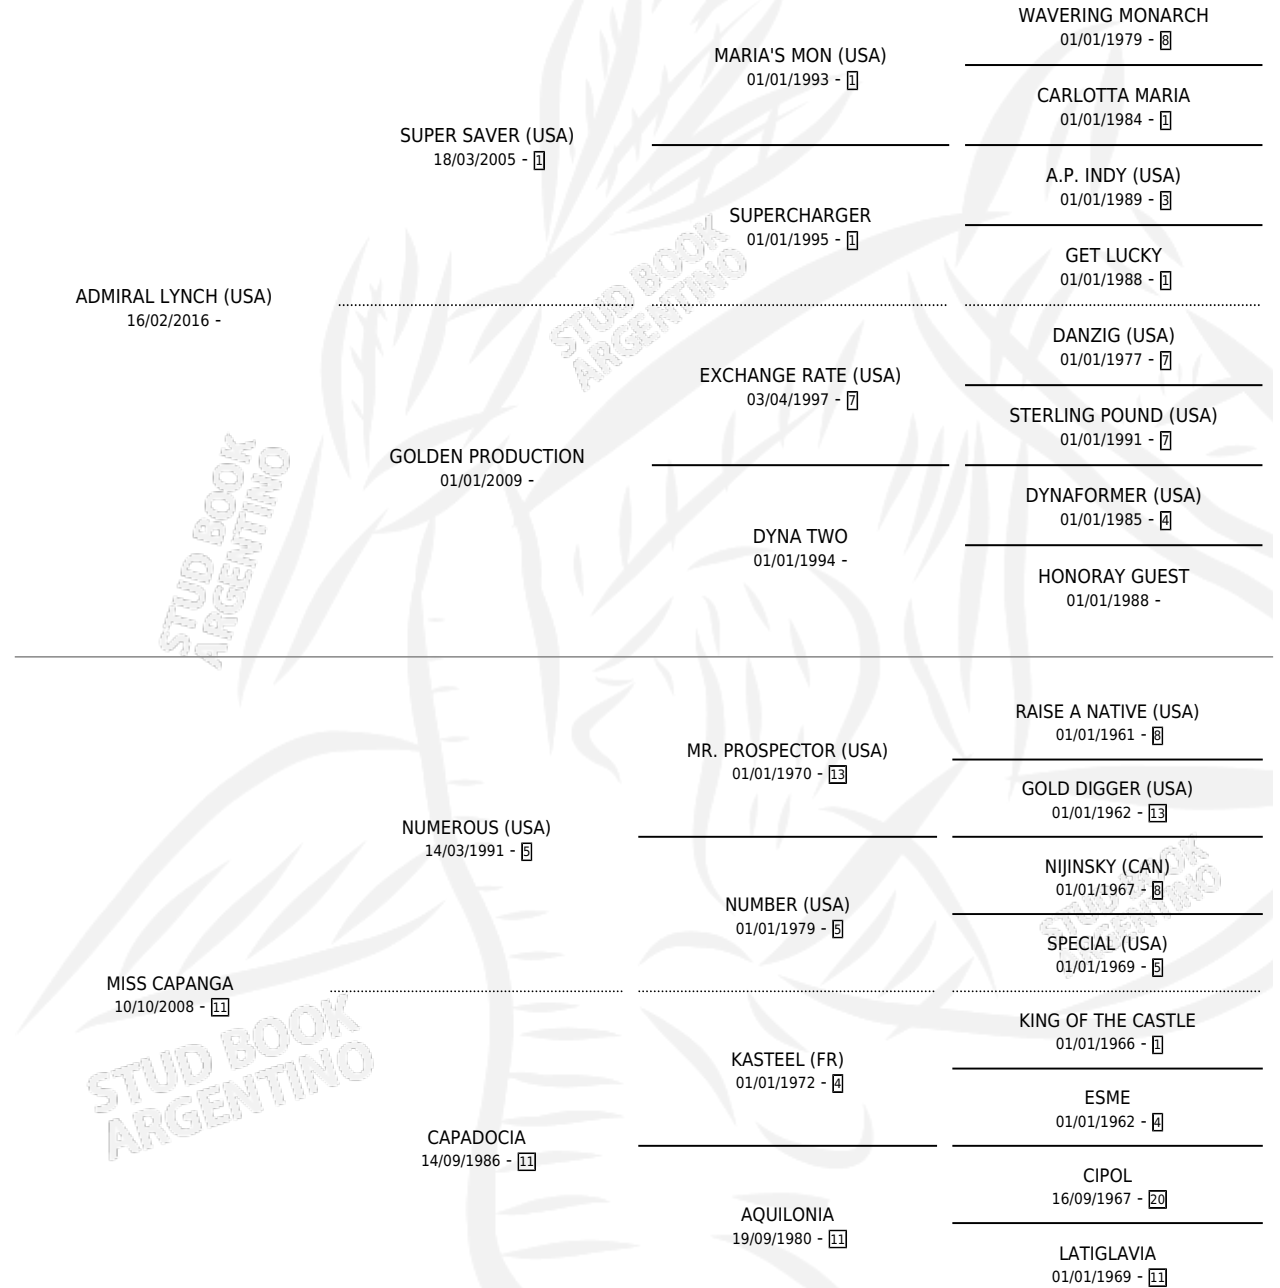 WAVERING MONARCH
01/01/1979 - 8
MARIA'S MON (USA)
01/01/1993 - 1
CARLOTTA MARIA
01/01/1984 - 1
SUPER SAVER (USA)
18/03/2005 - 1
A.P. INDY (USA)
01/01/1989 - 3
SUPERCHARGER
01/01/1995 - 1
GET LUCKY
01/01/1988 - 1
ADMIRAL LYNCH (USA)
16/02/2016 -
DANZIG (USA)
01/01/1977 - 7
EXCHANGE RATE (USA)
03/04/1997 - 7
STERLING POUND (USA)
01/01/1991 - 7
GOLDEN PRODUCTION
01/01/2009 -
DYNAFORMER (USA)
01/01/1985 - 4
DYNA TWO
01/01/1994 -
HONORAY GUEST
01/01/1988 -
RAISE A NATIVE (USA)
01/01/1961 - 8
MR. PROSPECTOR (USA)
01/01/1970 - 13
GOLD DIGGER (USA)
01/01/1962 - 13
NUMEROUS (USA)
14/03/1991 - 5
NIJINSKY (CAN)
01/01/1967 - 8
NUMBER (USA)
01/01/1979 - 5
SPECIAL (USA)
01/01/1969 - 5
MISS CAPANGA
10/10/2008 - 11
KING OF THE CASTLE
01/01/1966 - 1
KASTEEL (FR)
01/01/1972 - 4
ESME
01/01/1962 - 4
CAPADOCIA
14/09/1986 - 11
CIPOL
16/09/1967 - 20
AQUILONIA
19/09/1980 - 11
LATIGLAVIA
01/01/1969 - 11
STUD BOOK
ARGENTINO
STUD BOOK
ARGENTINO
STUD BOOK
ARGENTINO
STUD BOOK
ARGENTINO